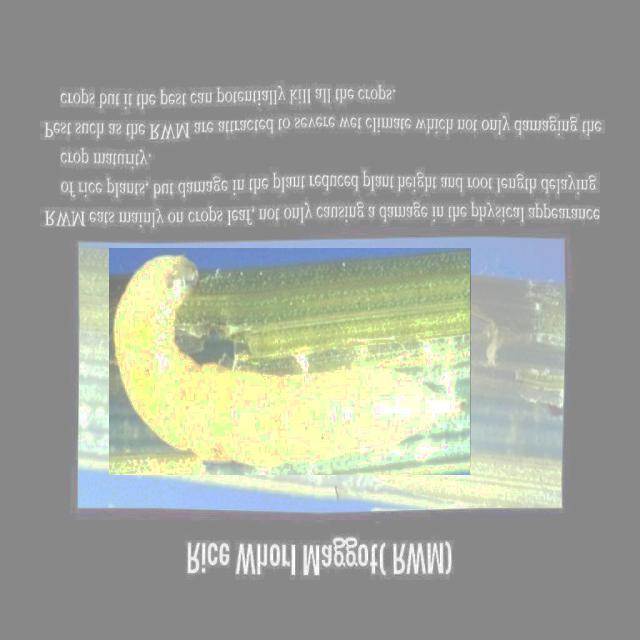 Rice Whorl Maggot( RWM)
RWM eats mainly on crops leaf, not only causing a damage in the physical appearance
of rice plants, but damage in the plant reduced plant height and root length delaying
crop maturity.
Pest such as the RWM are attracted to severe wet climate which not only damaging the
crops but it the pest can potentially kill all the crops.